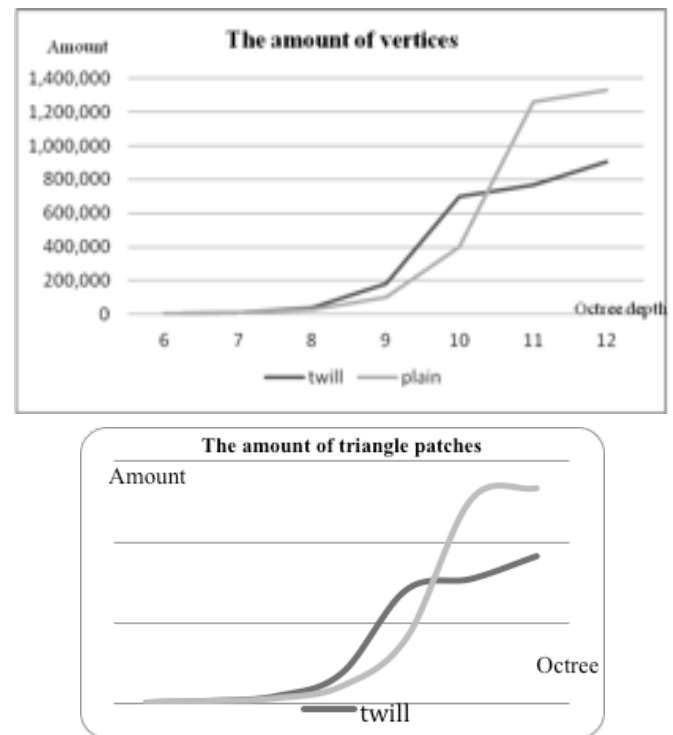 The amount of vertices
Amount
1,400,000
1,200,000
1,000,000
800,000
600,000
400,000
200,000
0
Octree depth
6 7 8 9 10 11 12
twill plain
The amount of triangle patches
Amount
Octree
twill